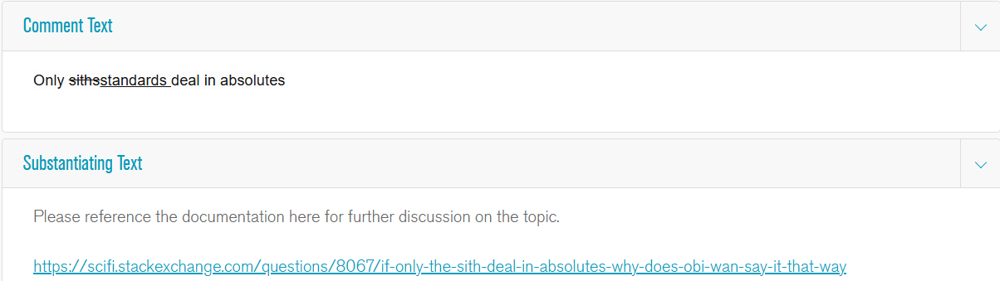 Comment Text
Only sithsstandards deal in absolutes
Substantiating Text
Please reference the documentation here for further discussion on the topic.
https://scifi.stackexchange.com/questions/8067/if-only-the-sith-deal-in-absolutes-why-does-obi-wan-say-it-that-way